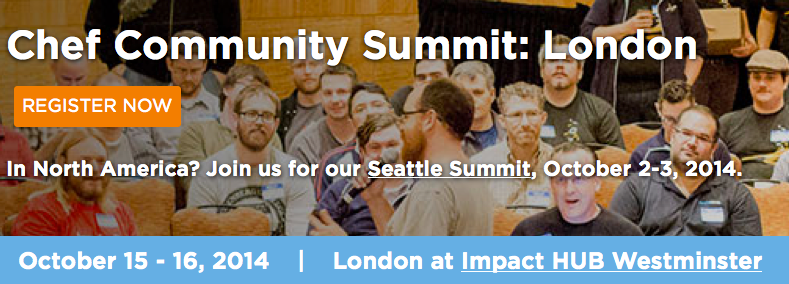 Chef Community Summit: London
REGISTER NOW
In North America? Join us for our Seattle Summit, October 2-3, 2014.
October 15 - 16, 2014 | London at Impact HUB Westminster